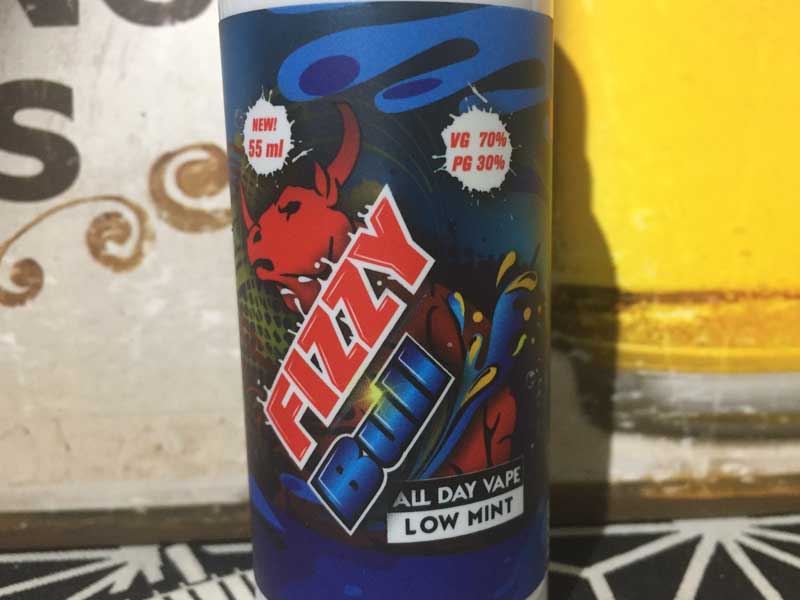 NEW!
55 ml
VG 70%
PG 30%
FIZZY
Bull
ALL DAY VAPE
LOW MINT
S